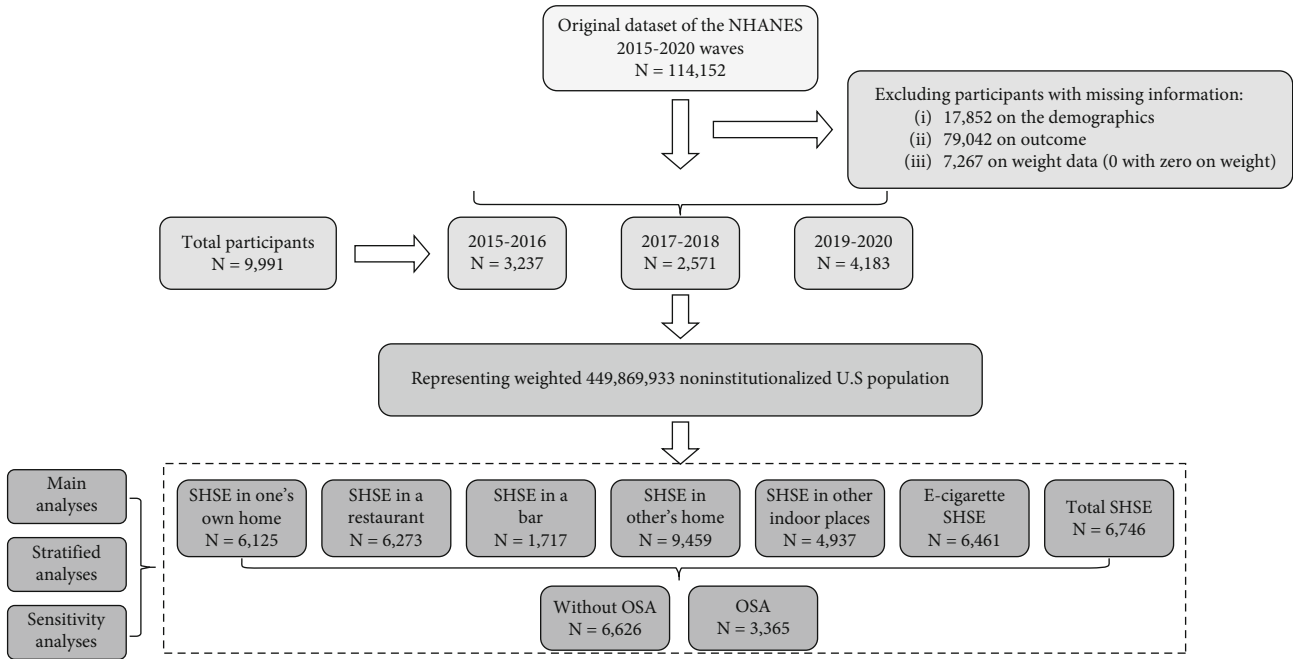 Original dataset of the NHANES
2015-2020 waves
N = 114,152
Excluding participants with missing information:
(i) 17,852 on the demographics
(ii) 79,042 on outcome
(iii) 7,267 on weight data (0 with zero on weight)
Total participants
N = 9,991
2015-2016
N = 3,237
2017-2018
N = 2,571
2019-2020
N = 4,183
Representing weighted 449,869,933 noninstitutionalized U.S population
Main
analyses
Stratified
analyses
Sensitivity
analyses
SHSE in one's
own home
N = 6,125
SHSE in a
restaurant
N = 6,273
SHSE in a
bar
N = 1,717
SHSE in
other's home
N = 9,459
SHSE in other
indoor places
N = 4,937
E-cigarette
SHSE
N = 6,461
Total SHSE
N = 6,746
Without OSA
N = 6,626
OSA
N = 3,365